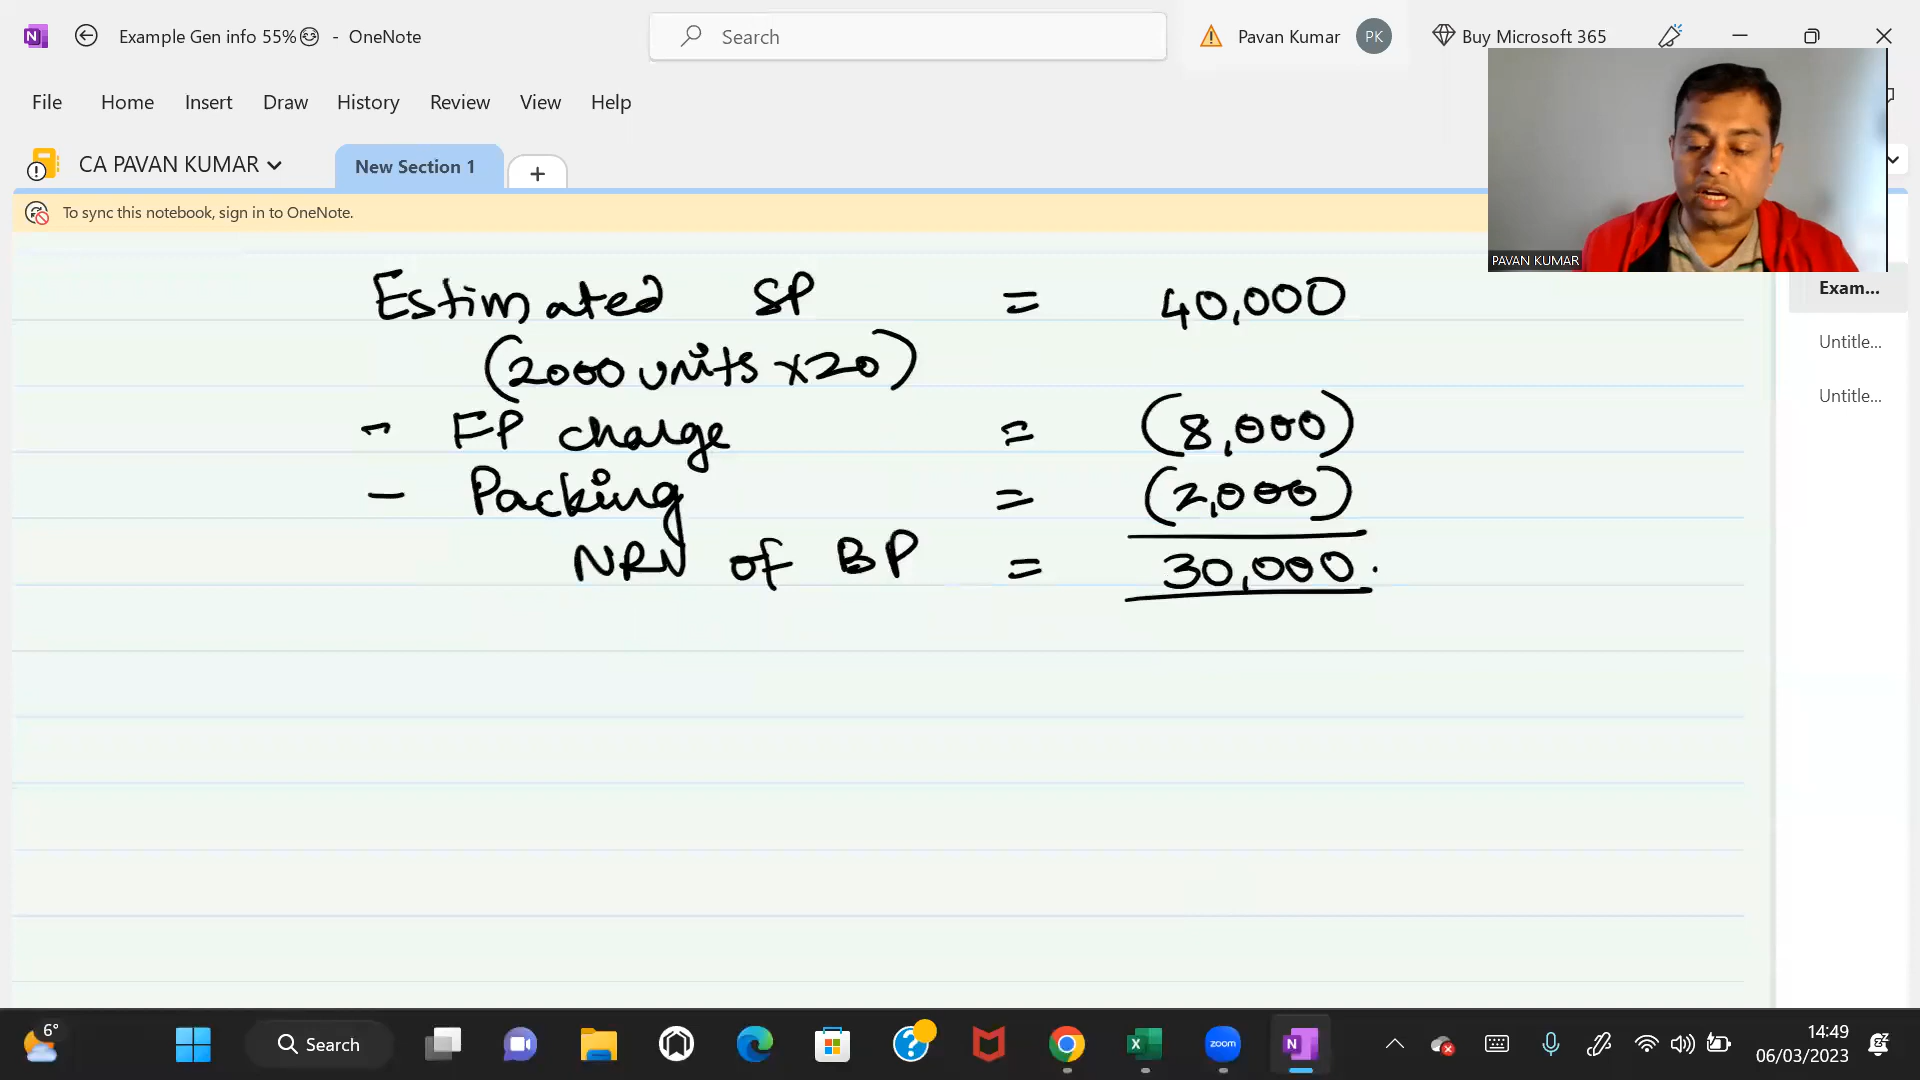 Example Gen info 55%😂 - OneNote
Search
Pavan Kumar
PK
Buy Microsoft 365
File Home Insert Draw History Review View Help
CA PAVAN KUMAR
New Section 1
+
To sync this notebook, sign in to OneNote.
PAVAN KUMAR
Exam...
Untitle...
Untitle...
Estimated SP = 40,000
(2000 units x 20)
- FP charge = (8,000)
- Packing = (2,000)
NRV of BP = 30,000.
6°
Search
zoom
14:49
06/03/2023